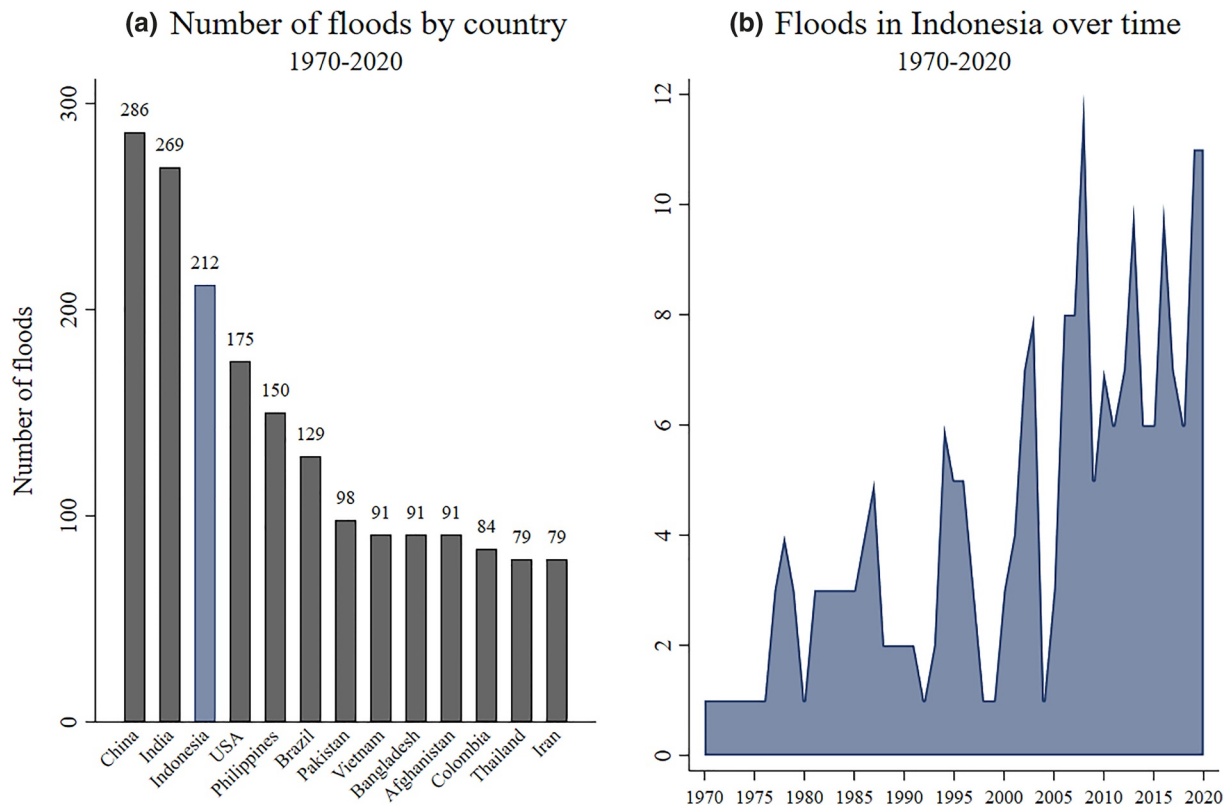 (a) Number of floods by country
1970-2020
Number of floods
300
200
100
0
286
269
212
175
150
129
98
91
91
91
84
79
79
China
India
Indonesia
USA
Philippines
Brazil
Pakistan
Vietnam
Bangladesh
Afghanistan
Colombia
Thailand
Iran
(b) Floods in Indonesia over time
1970-2020
12
10
8
6
4
2
0
1970 1975 1980 1985 1990 1995 2000 2005 2010 2015 2020